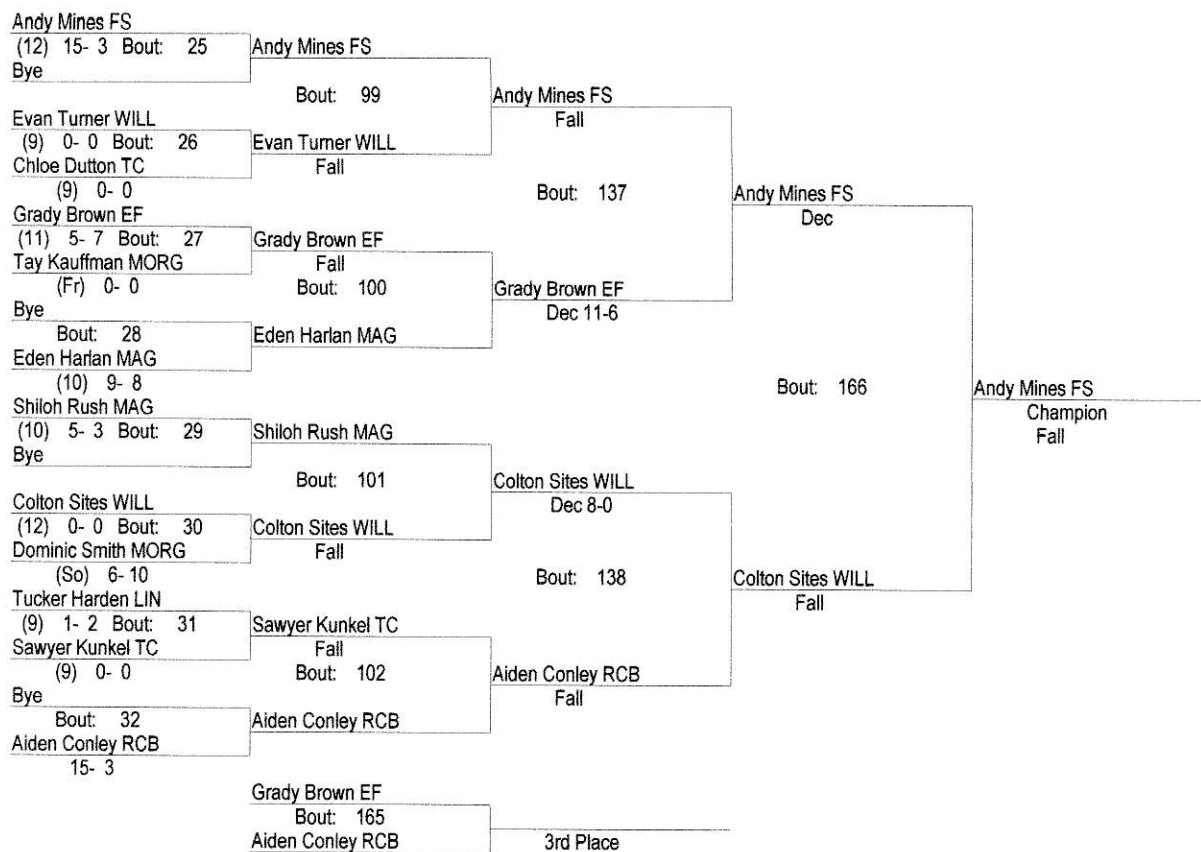 Andy Mines FS
(12) 15- 3 Bout: 25
Bye
Evan Turner WILL
(9) 0- 0 Bout: 26
Chloe Dutton TC
(9) 0- 0
Grady Brown EF
(11) 5- 7 Bout: 27
Tay Kauffman MORG
(Fr) 0- 0
Bye
Bout: 28
Eden Harlan MAG
(10) 9- 8
Shiloh Rush MAG
(10) 5- 3 Bout: 29
Bye
Colton Sites WILL
(12) 0- 0 Bout: 30
Dominic Smith MORG
(So) 6- 10
Tucker Harden LIN
(9) 1- 2 Bout: 31
Sawyer Kunkel TC
(9) 0- 0
Bye
Bout: 32
Aiden Conley RCB
15- 3
Andy Mines FS
Bout: 99
Evan Turner WILL
Fall
Grady Brown EF
Fall
Bout: 100
Eden Harlan MAG
Shiloh Rush MAG
Bout: 101
Colton Sites WILL
Fall
Sawyer Kunkel TC
Fall
Bout: 102
Aiden Conley RCB
Andy Mines FS
Fall
Bout: 137
Grady Brown EF
Dec 11-6
Colton Sites WILL
Dec 8-0
Bout: 138
Aiden Conley RCB
Fall
Andy Mines FS
Dec
Bout: 166
Colton Sites WILL
Fall
Andy Mines FS
Champion
Fall
Grady Brown EF
Bout: 165
Aiden Conley RCB
3rd Place